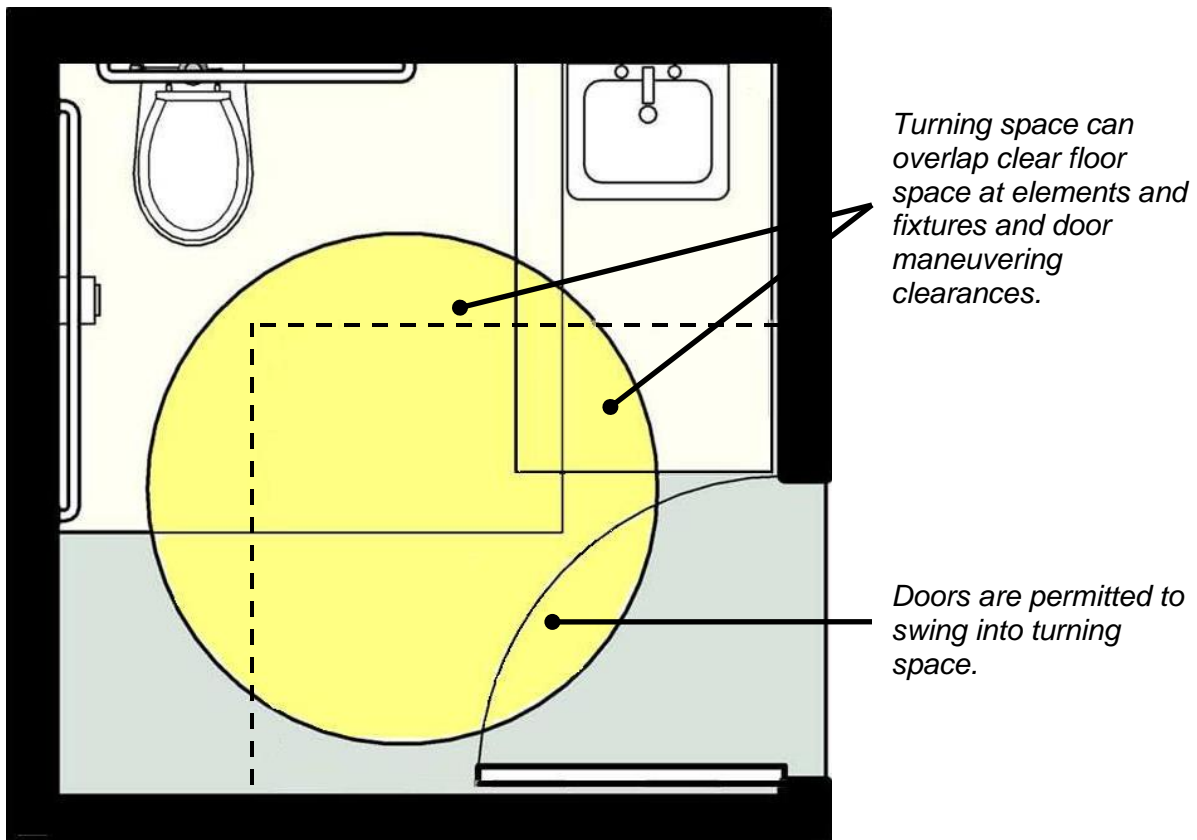 Turning space can
overlap clear floor
space at elements and
fixtures and door
maneuvering
clearances.
Doors are permitted to
swing into turning
space.